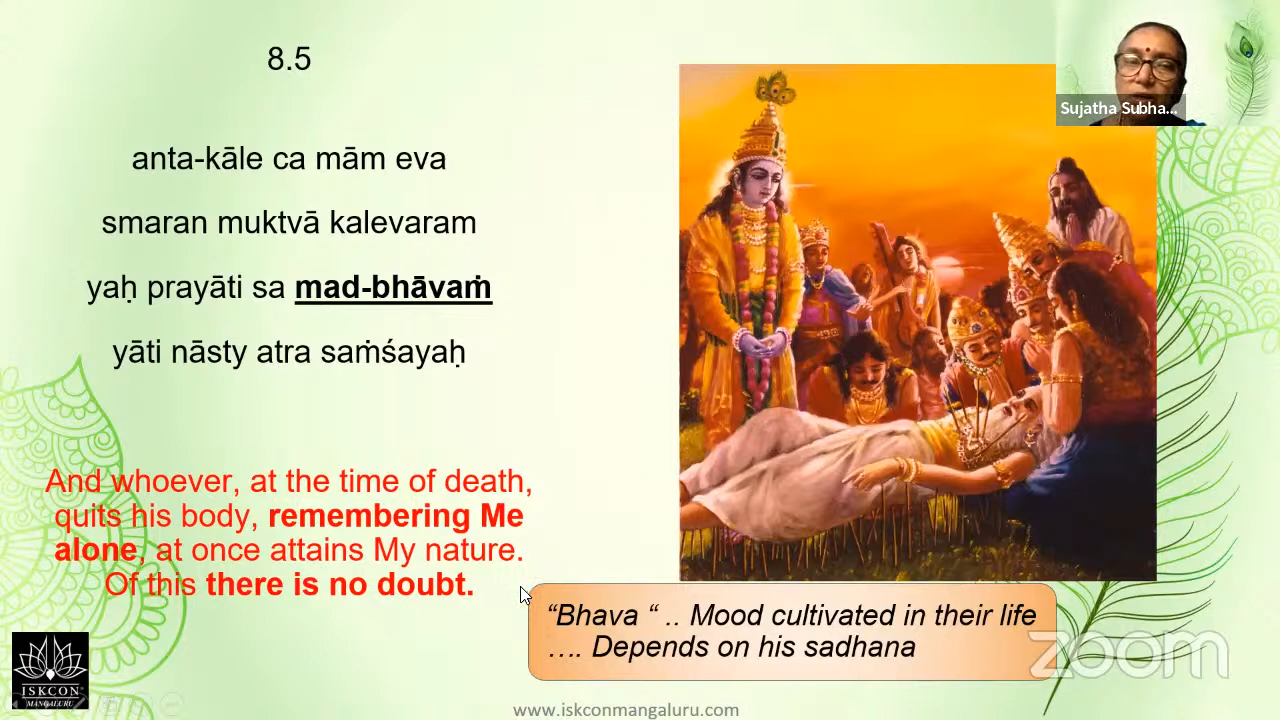 8.5
anta-kāle ca mām eva
smaran muktvā kalevaram
yaḥ prayāti sa mad-bhāvaṁ
yāti nāsty atra saṁśayaḥ
And whoever, at the time of death,
quits his body, remembering Me
alone, at once attains My nature.
Of this there is no doubt.
Sujatha Subha...
“Bhava “ .. Mood cultivated in their life
…. Depends on his sadhana
zoom
ISKCON
MANGALURU
www.iskconmangaluru.com